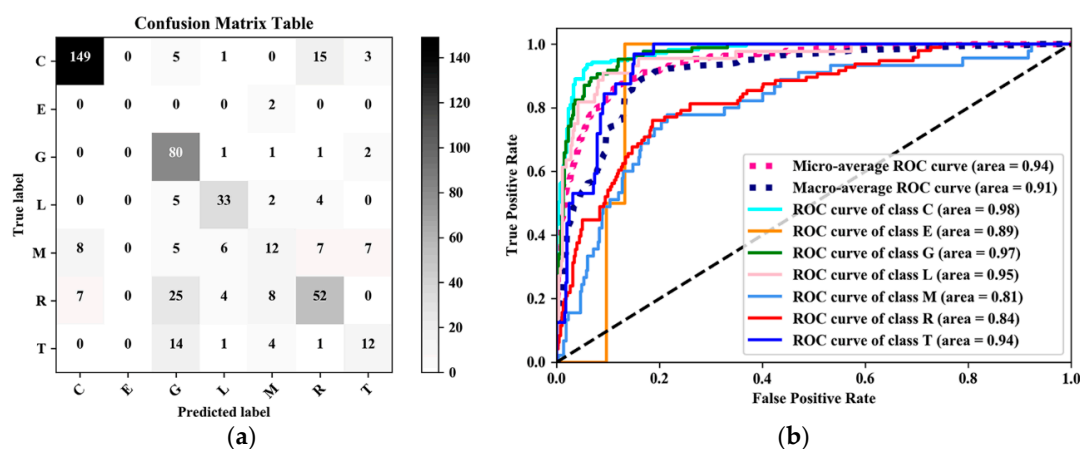 Confusion Matrix Table
True label
C 149 0 5 1 0 15 3
E 0 0 0 0 2 0 0
G 0 0 80 1 1 1 2
L 0 0 5 33 2 4 0
M 8 0 5 6 12 7 7
R 7 0 25 4 8 52 0
T 0 0 14 1 4 1 12
C E G L M R T
Predicted label
140
120
100
80
60
40
20
0
(a)
True Positive Rate
1.0
0.8
0.6
0.4
0.2
0.0
0.0 0.2 0.4 0.6 0.8 1.0
False Positive Rate
Micro-average ROC curve (area = 0.94)
Macro-average ROC curve (area = 0.91)
ROC curve of class C (area = 0.98)
ROC curve of class E (area = 0.89)
ROC curve of class G (area = 0.97)
ROC curve of class L (area = 0.95)
ROC curve of class M (area = 0.81)
ROC curve of class R (area = 0.84)
ROC curve of class T (area = 0.94)
(b)